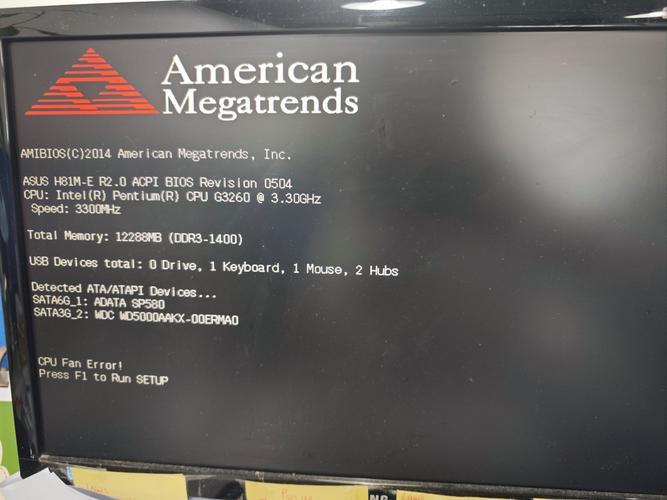 American
Megatrends
AMIBIOS(C)2014 American Megatrends, Inc.
ASUS H81M-E R2.0 ACPI BIOS Revision 0504
CPU: Intel(R) Pentium(R) CPU G3260 @ 3.30GHz
Speed: 3300MHz
Total Memory: 12288MB (DDR3-1400)
USB Devices total: 0 Drive, 1 Keyboard, 1 Mouse, 2 Hubs
Detected ATA/ATAPI Devices...
SATA6G_1: ADATA SP580
SATA3G_2: WDC WD5000AAKX-00ERMA0
CPU Fan Error!
Press F1 to Run SETUP